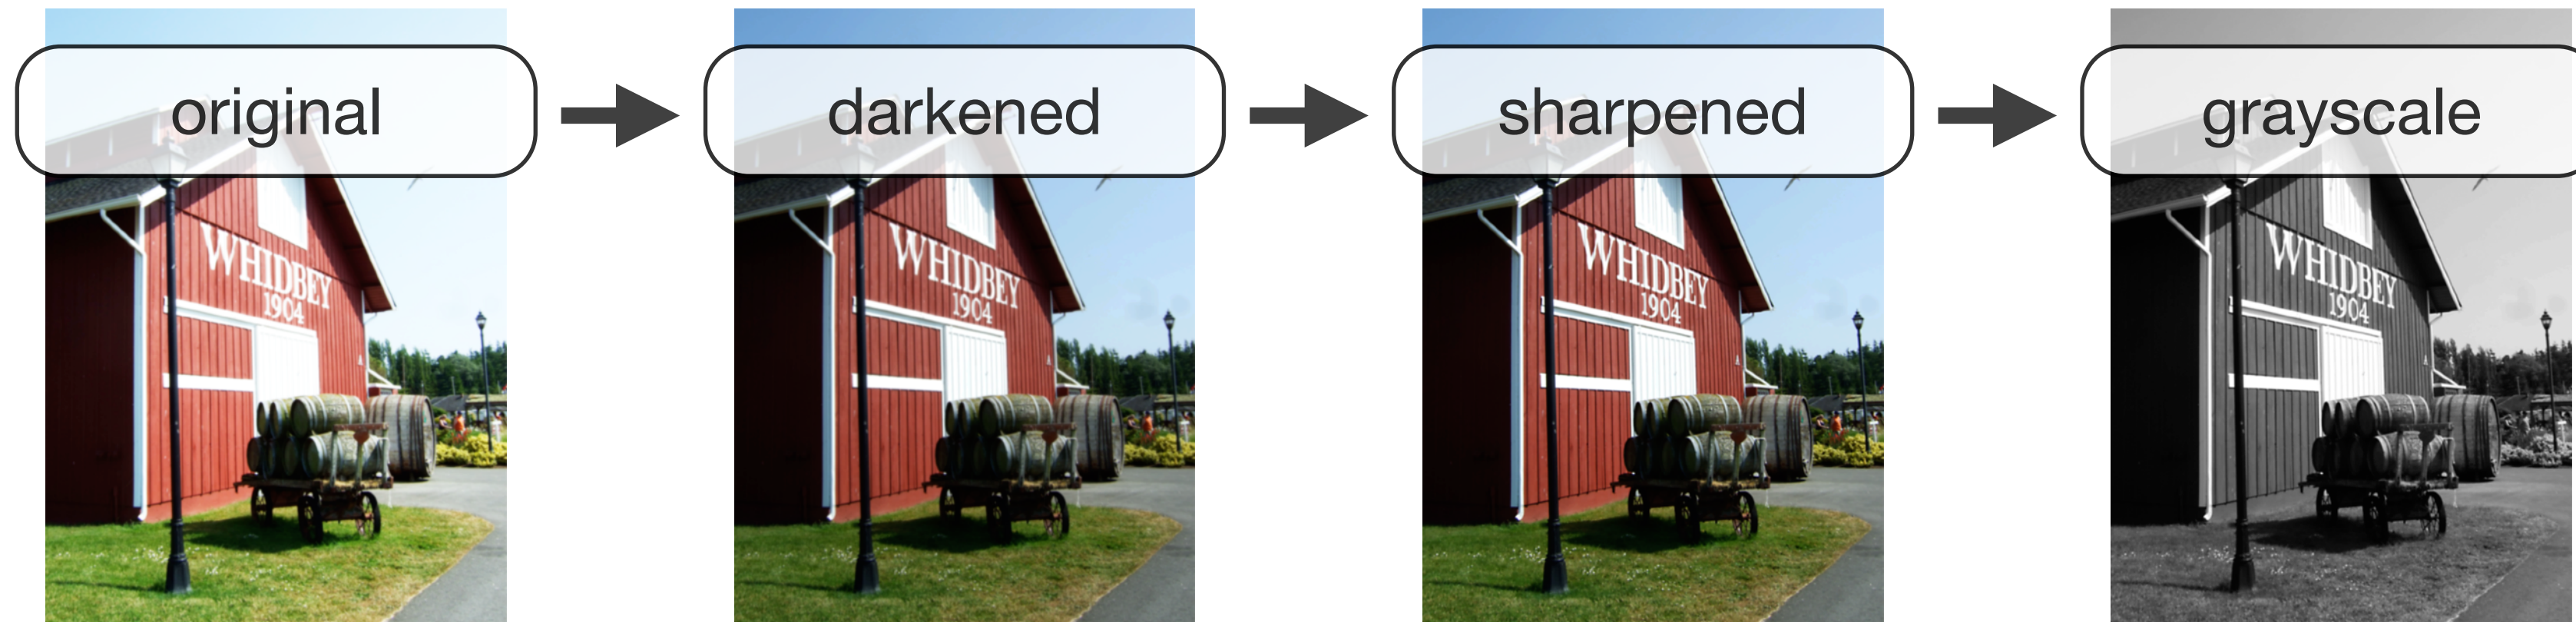 original
darkened
sharpened
grayscale
WHIDBEY
1904
WHIDBEY
1904
WHIDBEY
1904
WHIDBEY
1904